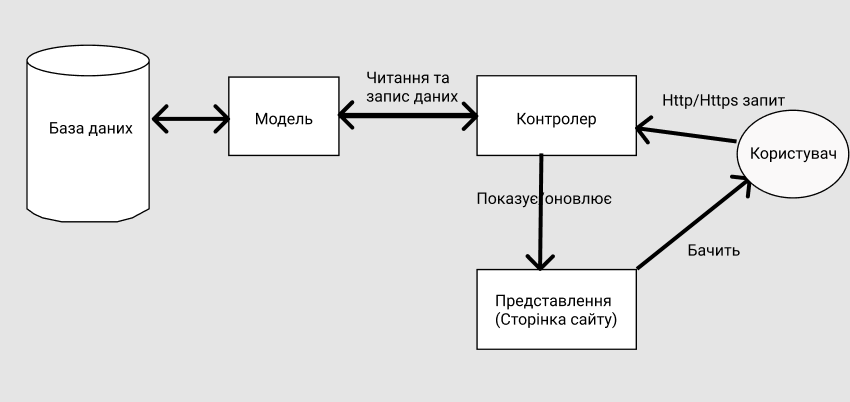 База даних
Модель
Читання та
запис даних
Контролер
Http/Https запит
Користувач
Показує/оновлює
Бачить
Представлення
(Сторінка сайту)